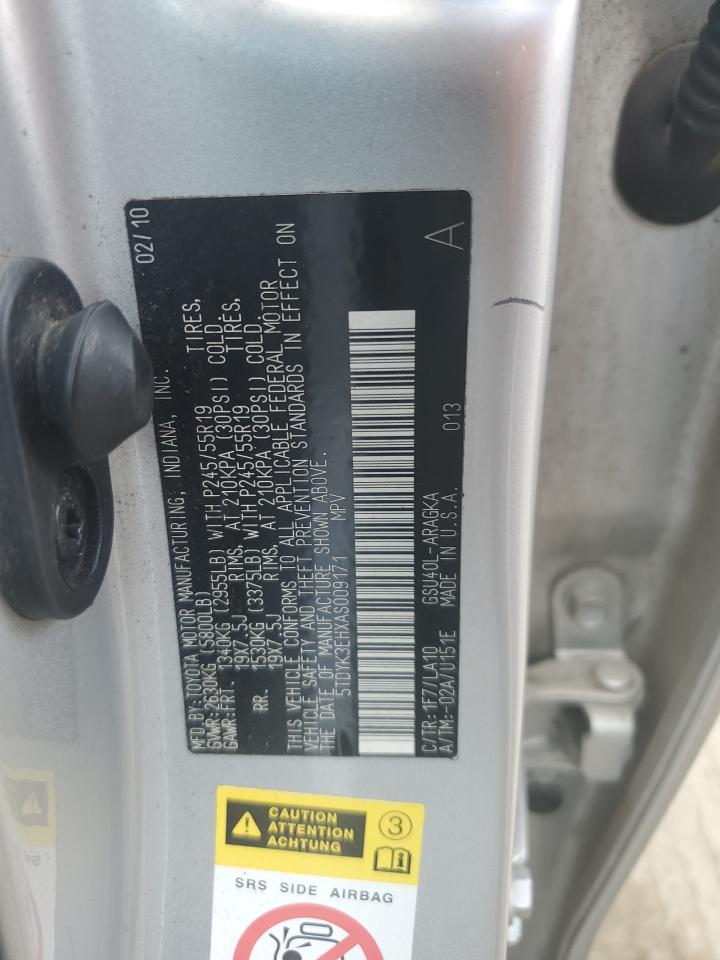 MFD.BY:TOYOTA MOTOR MANUFACTURING, INDIANA, INC. 02/10
GVWR:2630KG (5800LB)
GAWR:FRT. 1340KG (2955LB) WITH P245/55R19 TIRES,
19X7.5J RIMS, AT 210KPA (30PSI) COLD.
RR. 1530KG (3375LB) WITH P245/55R19 TIRES,
19X7.5J RIMS, AT 210KPA (30PSI) COLD.
THIS VEHICLE CONFORMS TO ALL APPLICABLE FEDERAL MOTOR
VEHICLE SAFETY AND THEFT PREVENTION STANDARDS IN EFFECT ON
THE DATE OF MANUFACTURE SHOWN ABOVE.
5TDYK3EHXAS009171 MPV
C/TR:1F7/LA10 GSU40L-ARAGKA 013 A
A/TM:-02A/U151E MADE IN U.S.A.
CAUTION
ATTENTION
ACHTUNG
3
SRS SIDE AIRBAG